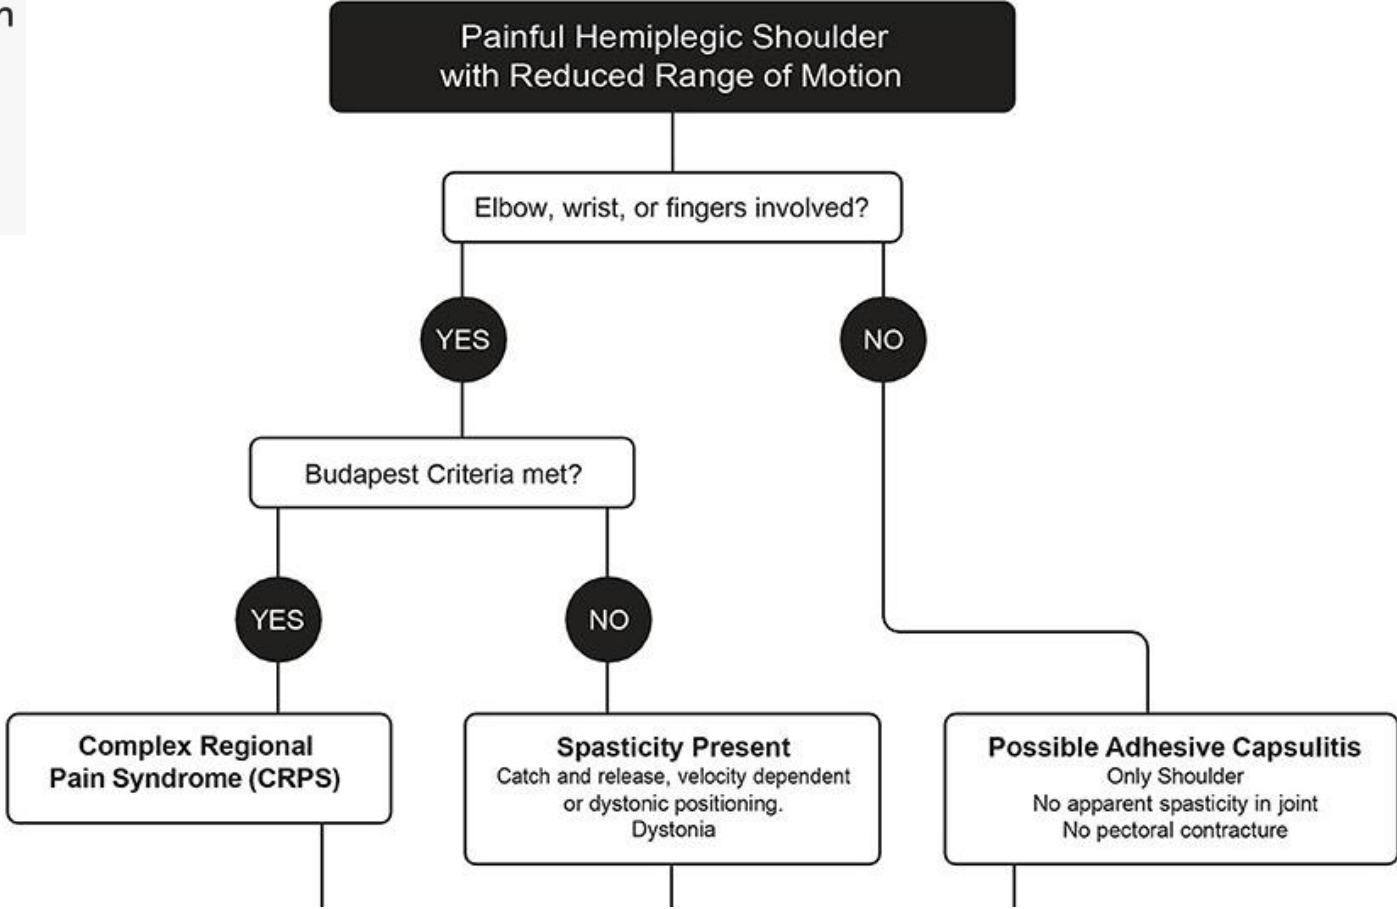 n
Painful Hemiplegic Shoulder
with Reduced Range of Motion
Elbow, wrist, or fingers involved?
YES
NO
Budapest Criteria met?
YES
NO
Complex Regional
Pain Syndrome (CRPS)
Spasticity Present
Catch and release, velocity dependent
or dystonic positioning.
Dystonia
Possible Adhesive Capsulitis
Only Shoulder
No apparent spasticity in joint
No pectoral contracture